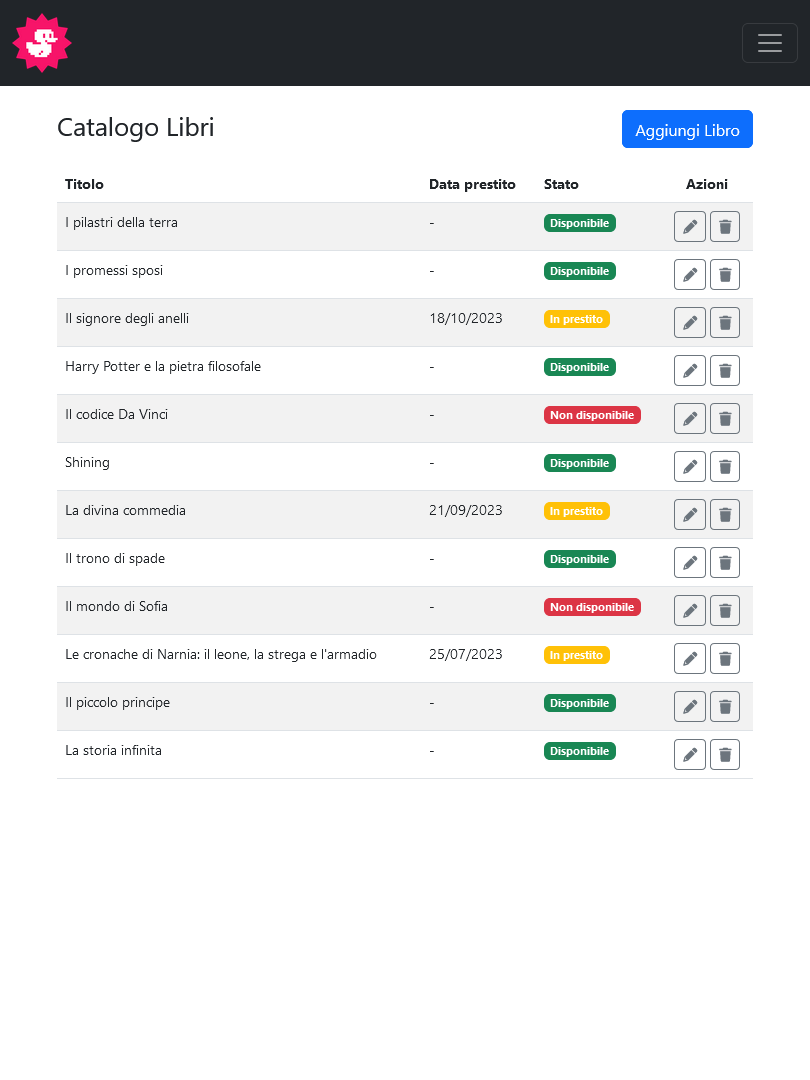 Catalogo Libri
Aggiungi Libro
Titolo Data prestito Stato Azioni
I pilastri della terra - Disponibile
I promessi sposi - Disponibile
Il signore degli anelli 18/10/2023 In prestito
Harry Potter e la pietra filosofale - Disponibile
Il codice Da Vinci - Non disponibile
Shining - Disponibile
La divina commedia 21/09/2023 In prestito
Il trono di spade - Disponibile
Il mondo di Sofia - Non disponibile
Le cronache di Narnia: il leone, la strega e l'armadio 25/07/2023 In prestito
Il piccolo principe - Disponibile
La storia infinita - Disponibile